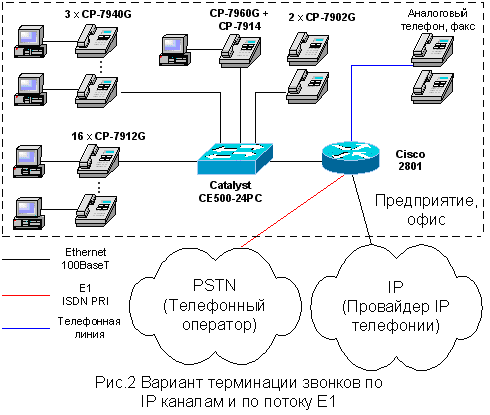 3 x CP-7940G
CP-7960G +
CP-7914
2 x CP-7902G
Аналоговый
телефон, факс
16 x CP-7912G
Catalyst
CE500-24PC
Cisco
2801
Предприятие,
офис
Ethernet
100BaseT
E1
ISDN PRI
Телефонная
линия
PSTN
(Телефонный
оператор)
IP
(Провайдер IP
телефонии)
Рис.2 Вариант терминации звонков по
IP каналам и по потоку E1